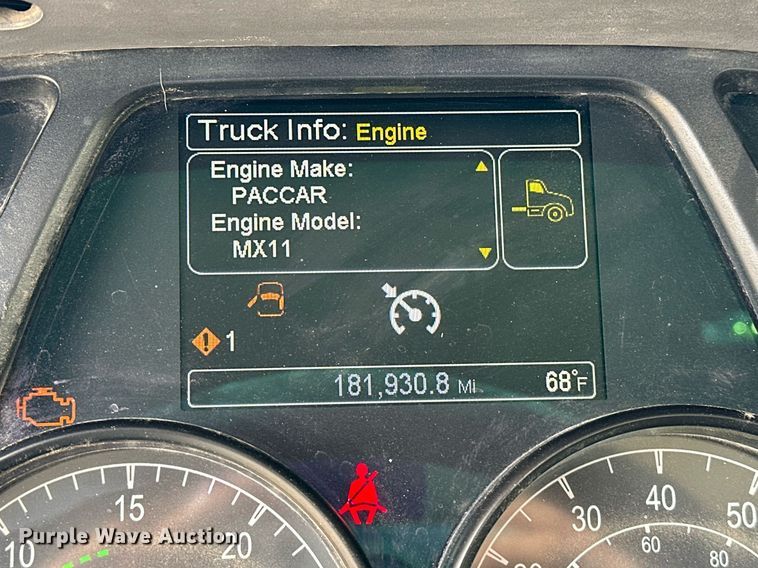 Truck Info: Engine
Engine Make:
PACCAR
Engine Model:
MX11
1
181,930.8 Mi 68°F
15
10
20
30
40
50
60
80
Purple Wave Auction